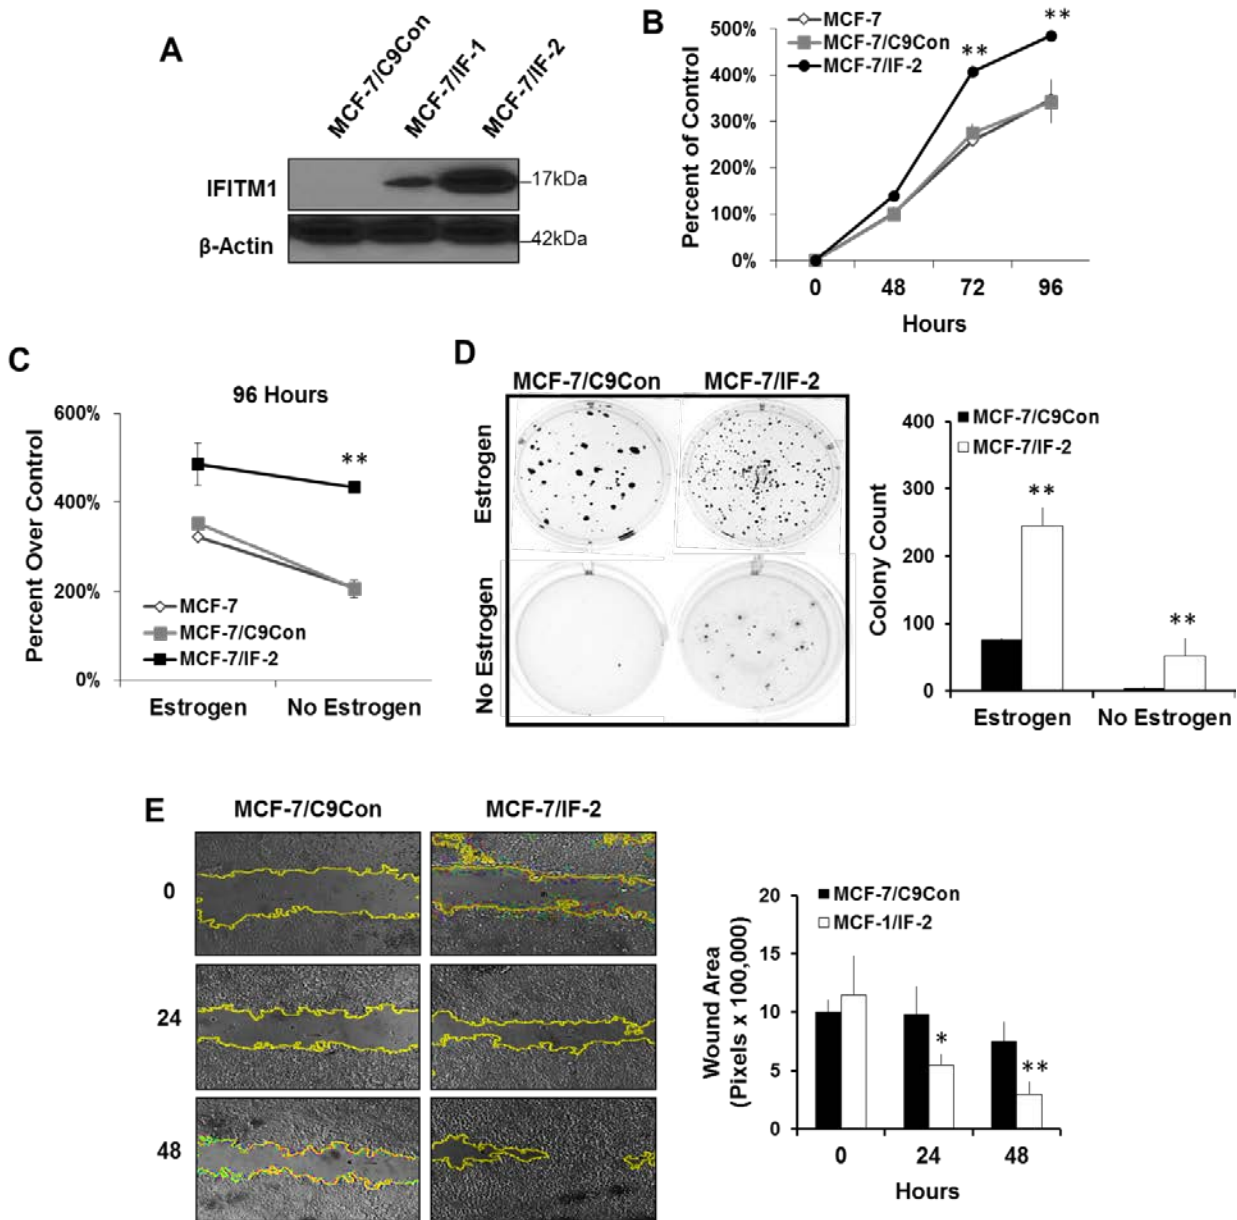 A
MCF-7/C9Con
MCF-7/IF-1
MCF-7/IF-2
IFITM1
17kDa
β-Actin
42kDa
B
MCF-7
MCF-7/C9Con
MCF-7/IF-2
** **
Percent of Control
500%
400%
300%
200%
100%
0%
0 48 72 96
Hours
C
96 Hours
Percent Over Control
600%
400%
200%
0%
**
MCF-7
MCF-7/C9Con
MCF-7/IF-2
Estrogen No Estrogen
D
MCF-7/C9Con MCF-7/IF-2
Estrogen
No Estrogen
Colony Count
400
300
200
100
0
MCF-7/C9Con
MCF-7/IF-2
** **
Estrogen No Estrogen
E
MCF-7/C9Con MCF-7/IF-2
0
24
48
Wound Area
(Pixels x 100,000)
20
15
10
5
0
MCF-7/C9Con
MCF-1/IF-2
* **
0 24 48
Hours